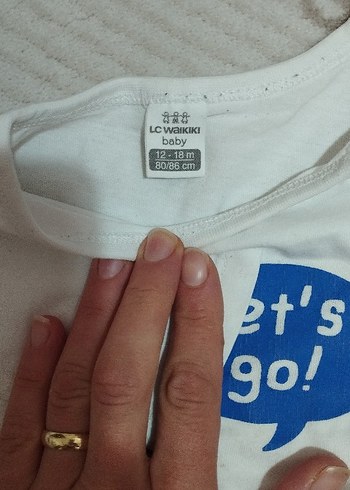 LC WAIKIKI
baby
12 - 18 m
80/86 cm
et's
go!